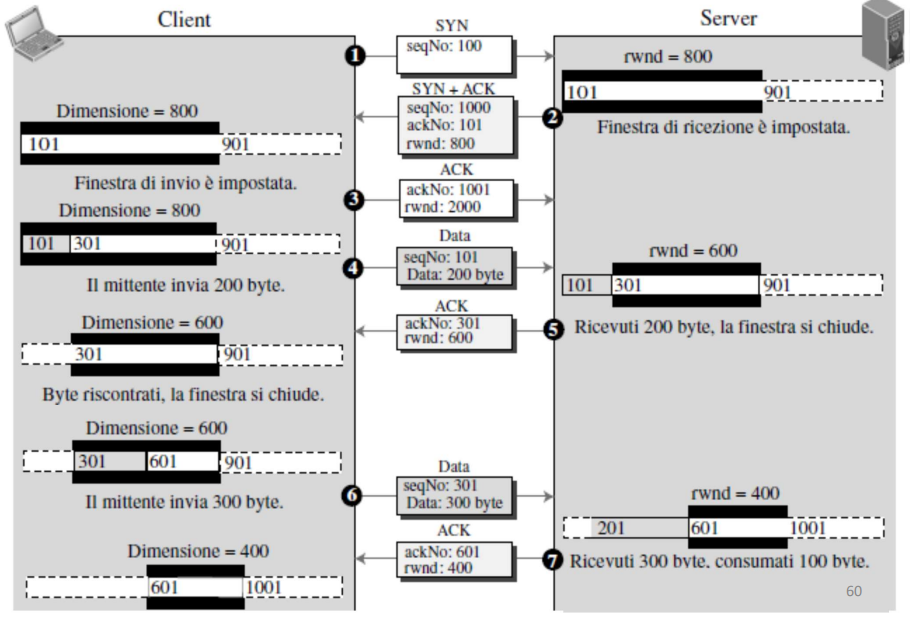 Client
Server
SYN
1
seqNo: 100
rwnd = 800
101 901
Finestra di ricezione è impostata.
SYN + ACK
seqNo: 1000
ackNo: 101
rwnd: 800
2
Dimensione = 800
101 901
Finestra di invio è impostata.
ACK
3
ackNo: 1001
rwnd: 2000
Dimensione = 800
101 301 901
Il mittente invia 200 byte.
Data
4
seqNo: 101
Data: 200 byte
rwnd = 600
101 301 901
Ricevuti 200 byte, la finestra si chiude.
ACK
ackNo: 301
rwnd: 600
5
Dimensione = 600
301 901
Byte riscontrati, la finestra si chiude.
Dimensione = 600
301 601 901
Il mittente invia 300 byte.
Data
6
seqNo: 301
Data: 300 byte
rwnd = 400
201 601 1001
Ricevuti 300 byte, consumati 100 byte.
ACK
ackNo: 601
rwnd: 400
7
Dimensione = 400
601 1001
60